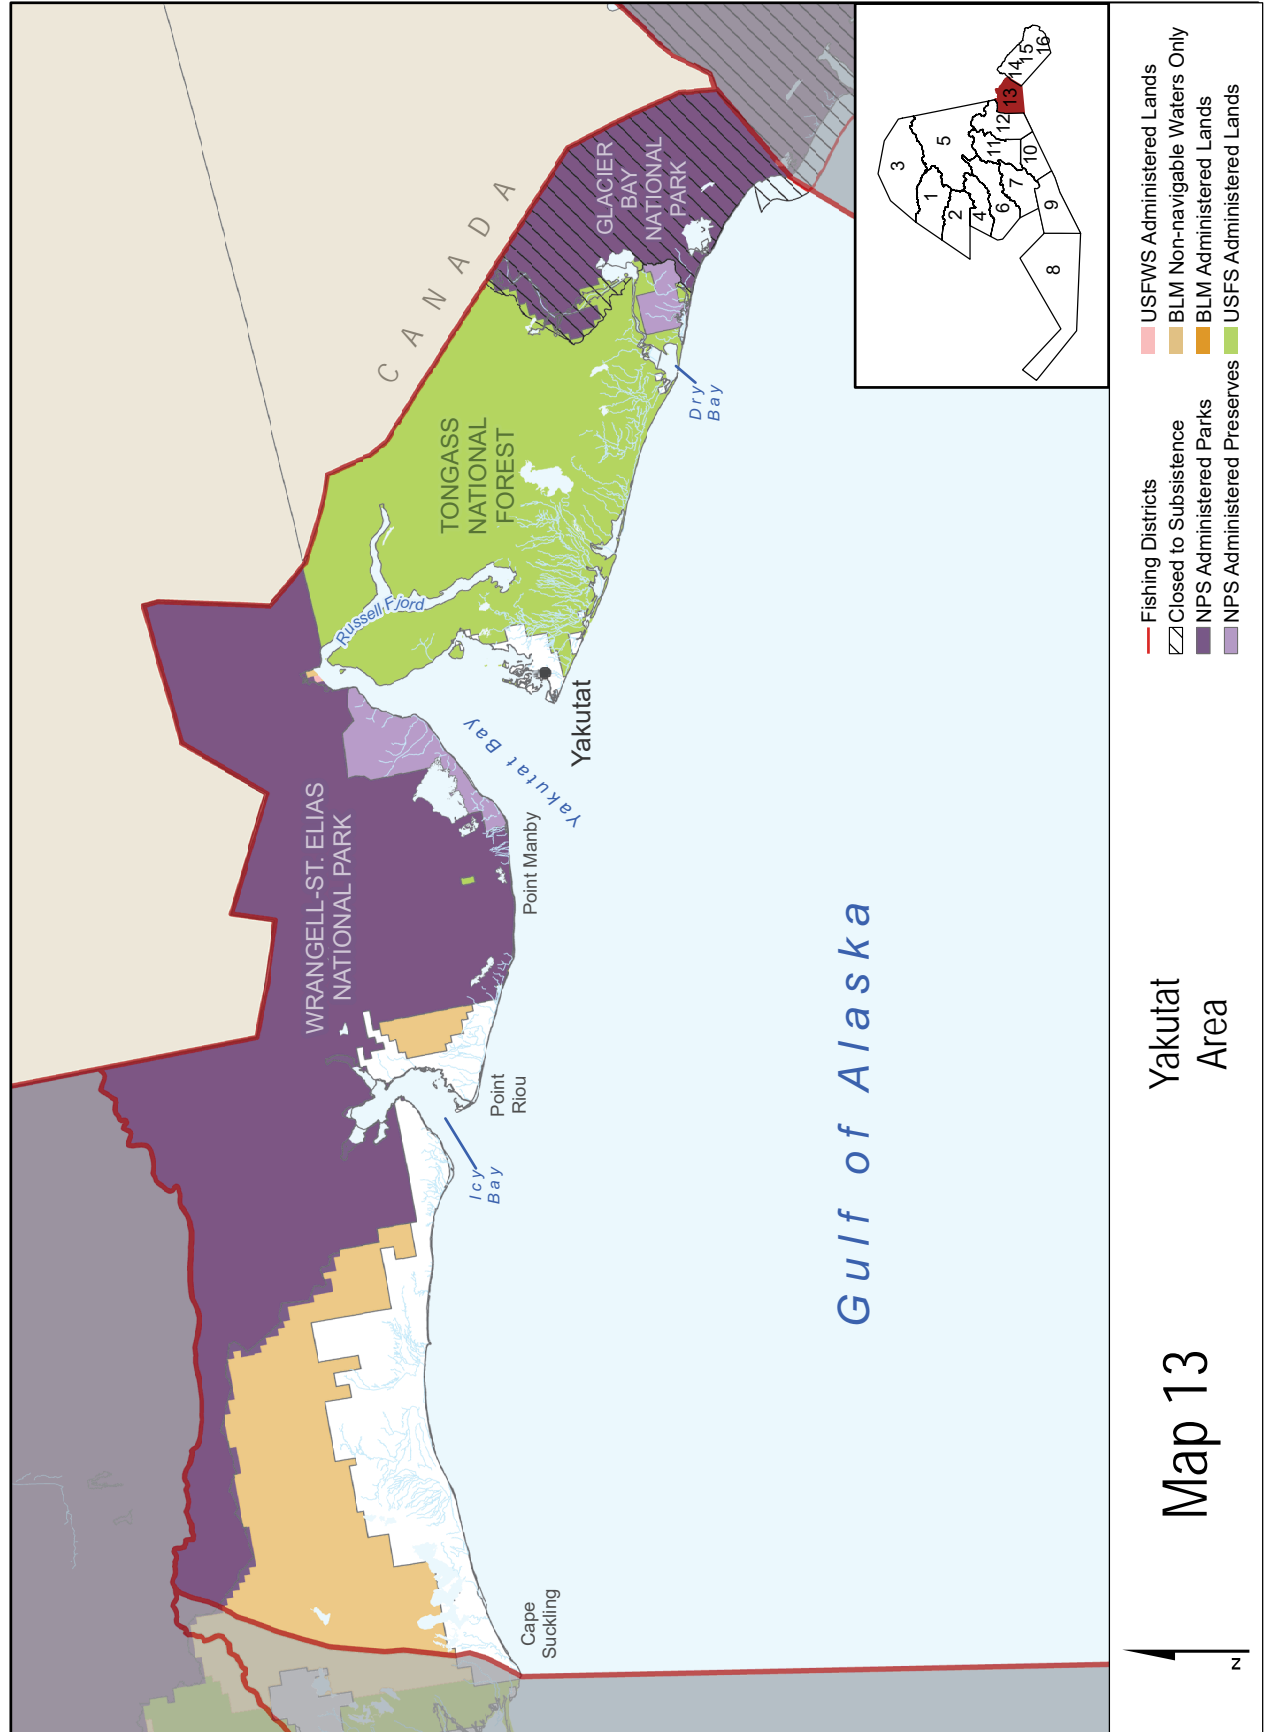 CANADA
WRANGELL-ST. ELIAS
NATIONAL PARK
TONGASS
NATIONAL
FOREST
GLACIER
BAY
NATIONAL
PARK
Russell Fjord
Yakutat Bay
Yakutat
Dry
Bay
Point Manby
Point
Riou
Icy
Bay
Cape
Suckling
Gulf of Alaska
3
5
1
2
4
6
7
11
12
13
14
15
16
10
9
8
N
Map 13
Yakutat
Area
Fishing Districts
Closed to Subsistence
NPS Administered Parks
NPS Administered Preserves
USFWS Administered Lands
BLM Non-navigable Waters Only
BLM Administered Lands
USFS Administered Lands